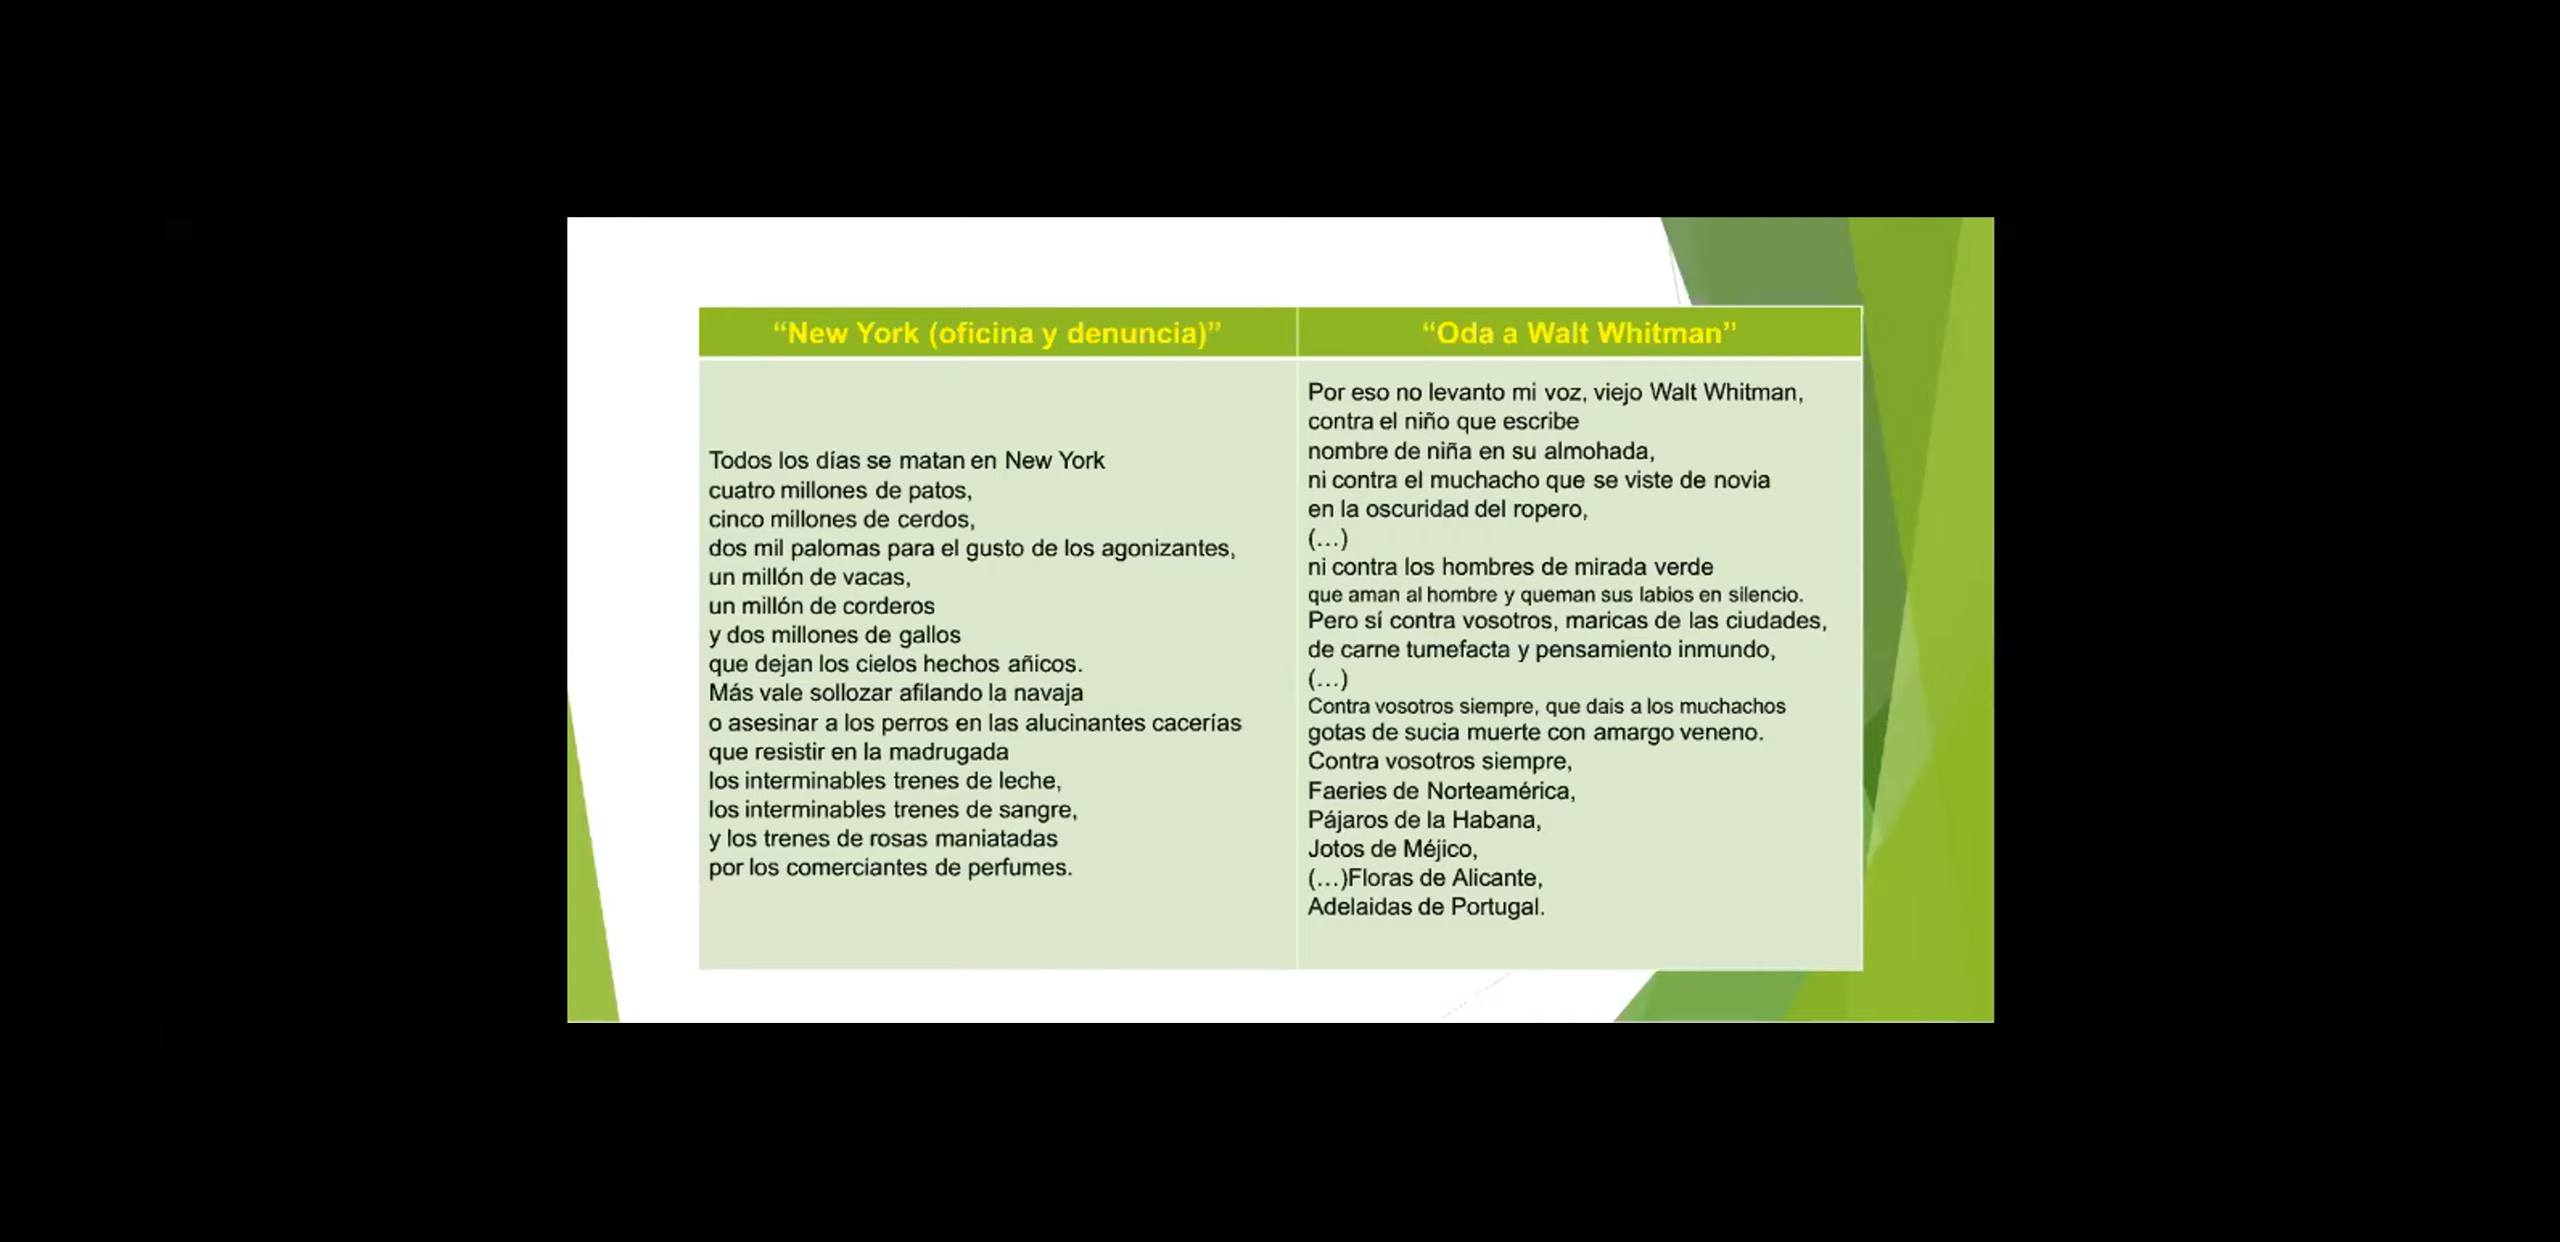 “New York (oficina y denuncia)”
Todos los días se matan en New York
cuatro millones de patos,
cinco millones de cerdos,
dos mil palomas para el gusto de los agonizantes,
un millón de vacas,
un millón de corderos
y dos millones de gallos
que dejan los cielos hechos añicos.
Más vale sollozar afilando la navaja
o asesinar a los perros en las alucinantes cacerías
que resistir en la madrugada
los interminables trenes de leche,
los interminables trenes de sangre,
y los trenes de rosas maniatadas
por los comerciantes de perfumes.
“Oda a Walt Whitman”
Por eso no levanto mi voz, viejo Walt Whitman,
contra el niño que escribe
nombre de niña en su almohada,
ni contra el muchacho que se viste de novia
en la oscuridad del ropero,
(…)
ni contra los hombres de mirada verde
que aman al hombre y queman sus labios en silencio.
Pero sí contra vosotros, maricas de las ciudades,
de carne tumefacta y pensamiento inmundo,
(…)
Contra vosotros siempre, que dais a los muchachos
gotas de sucia muerte con amargo veneno.
Contra vosotros siempre,
Faeries de Norteamérica,
Pájaros de la Habana,
Jotos de Méjico,
(…)Floras de Alicante,
Adelaidas de Portugal.